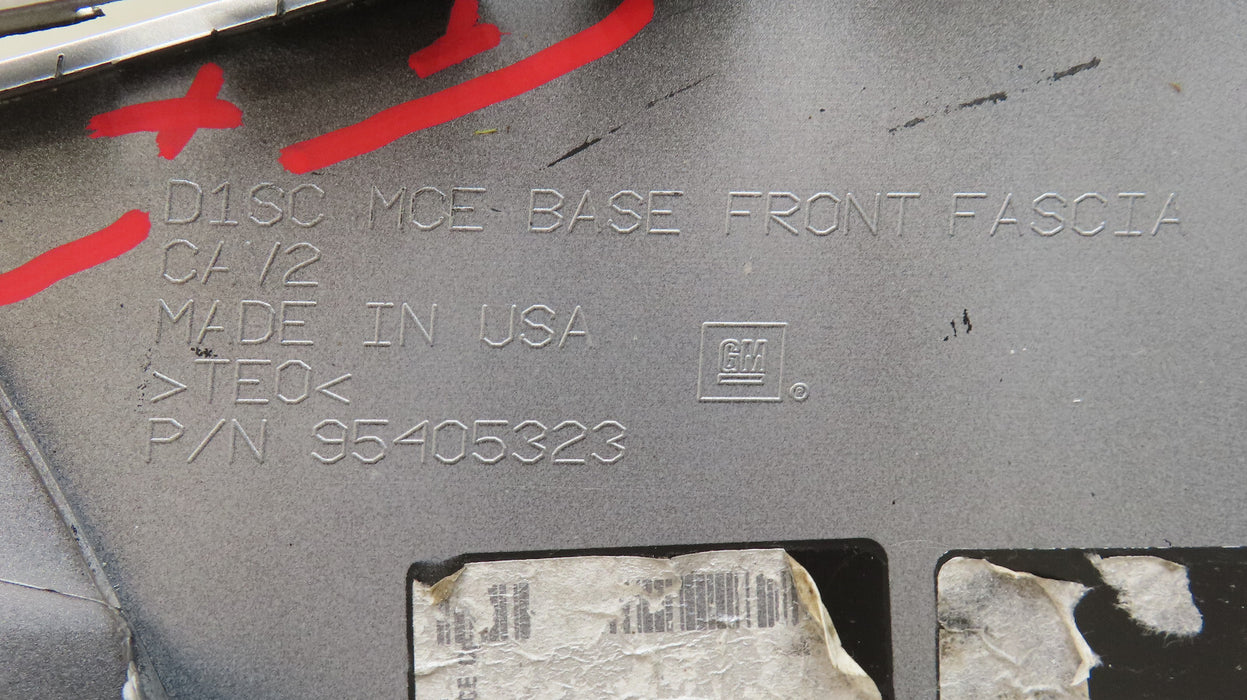 D1SC MCE BASE FRONT FASCIA
CA /2
MADE IN USA
>TEO<
GM ®
P/N 95405323